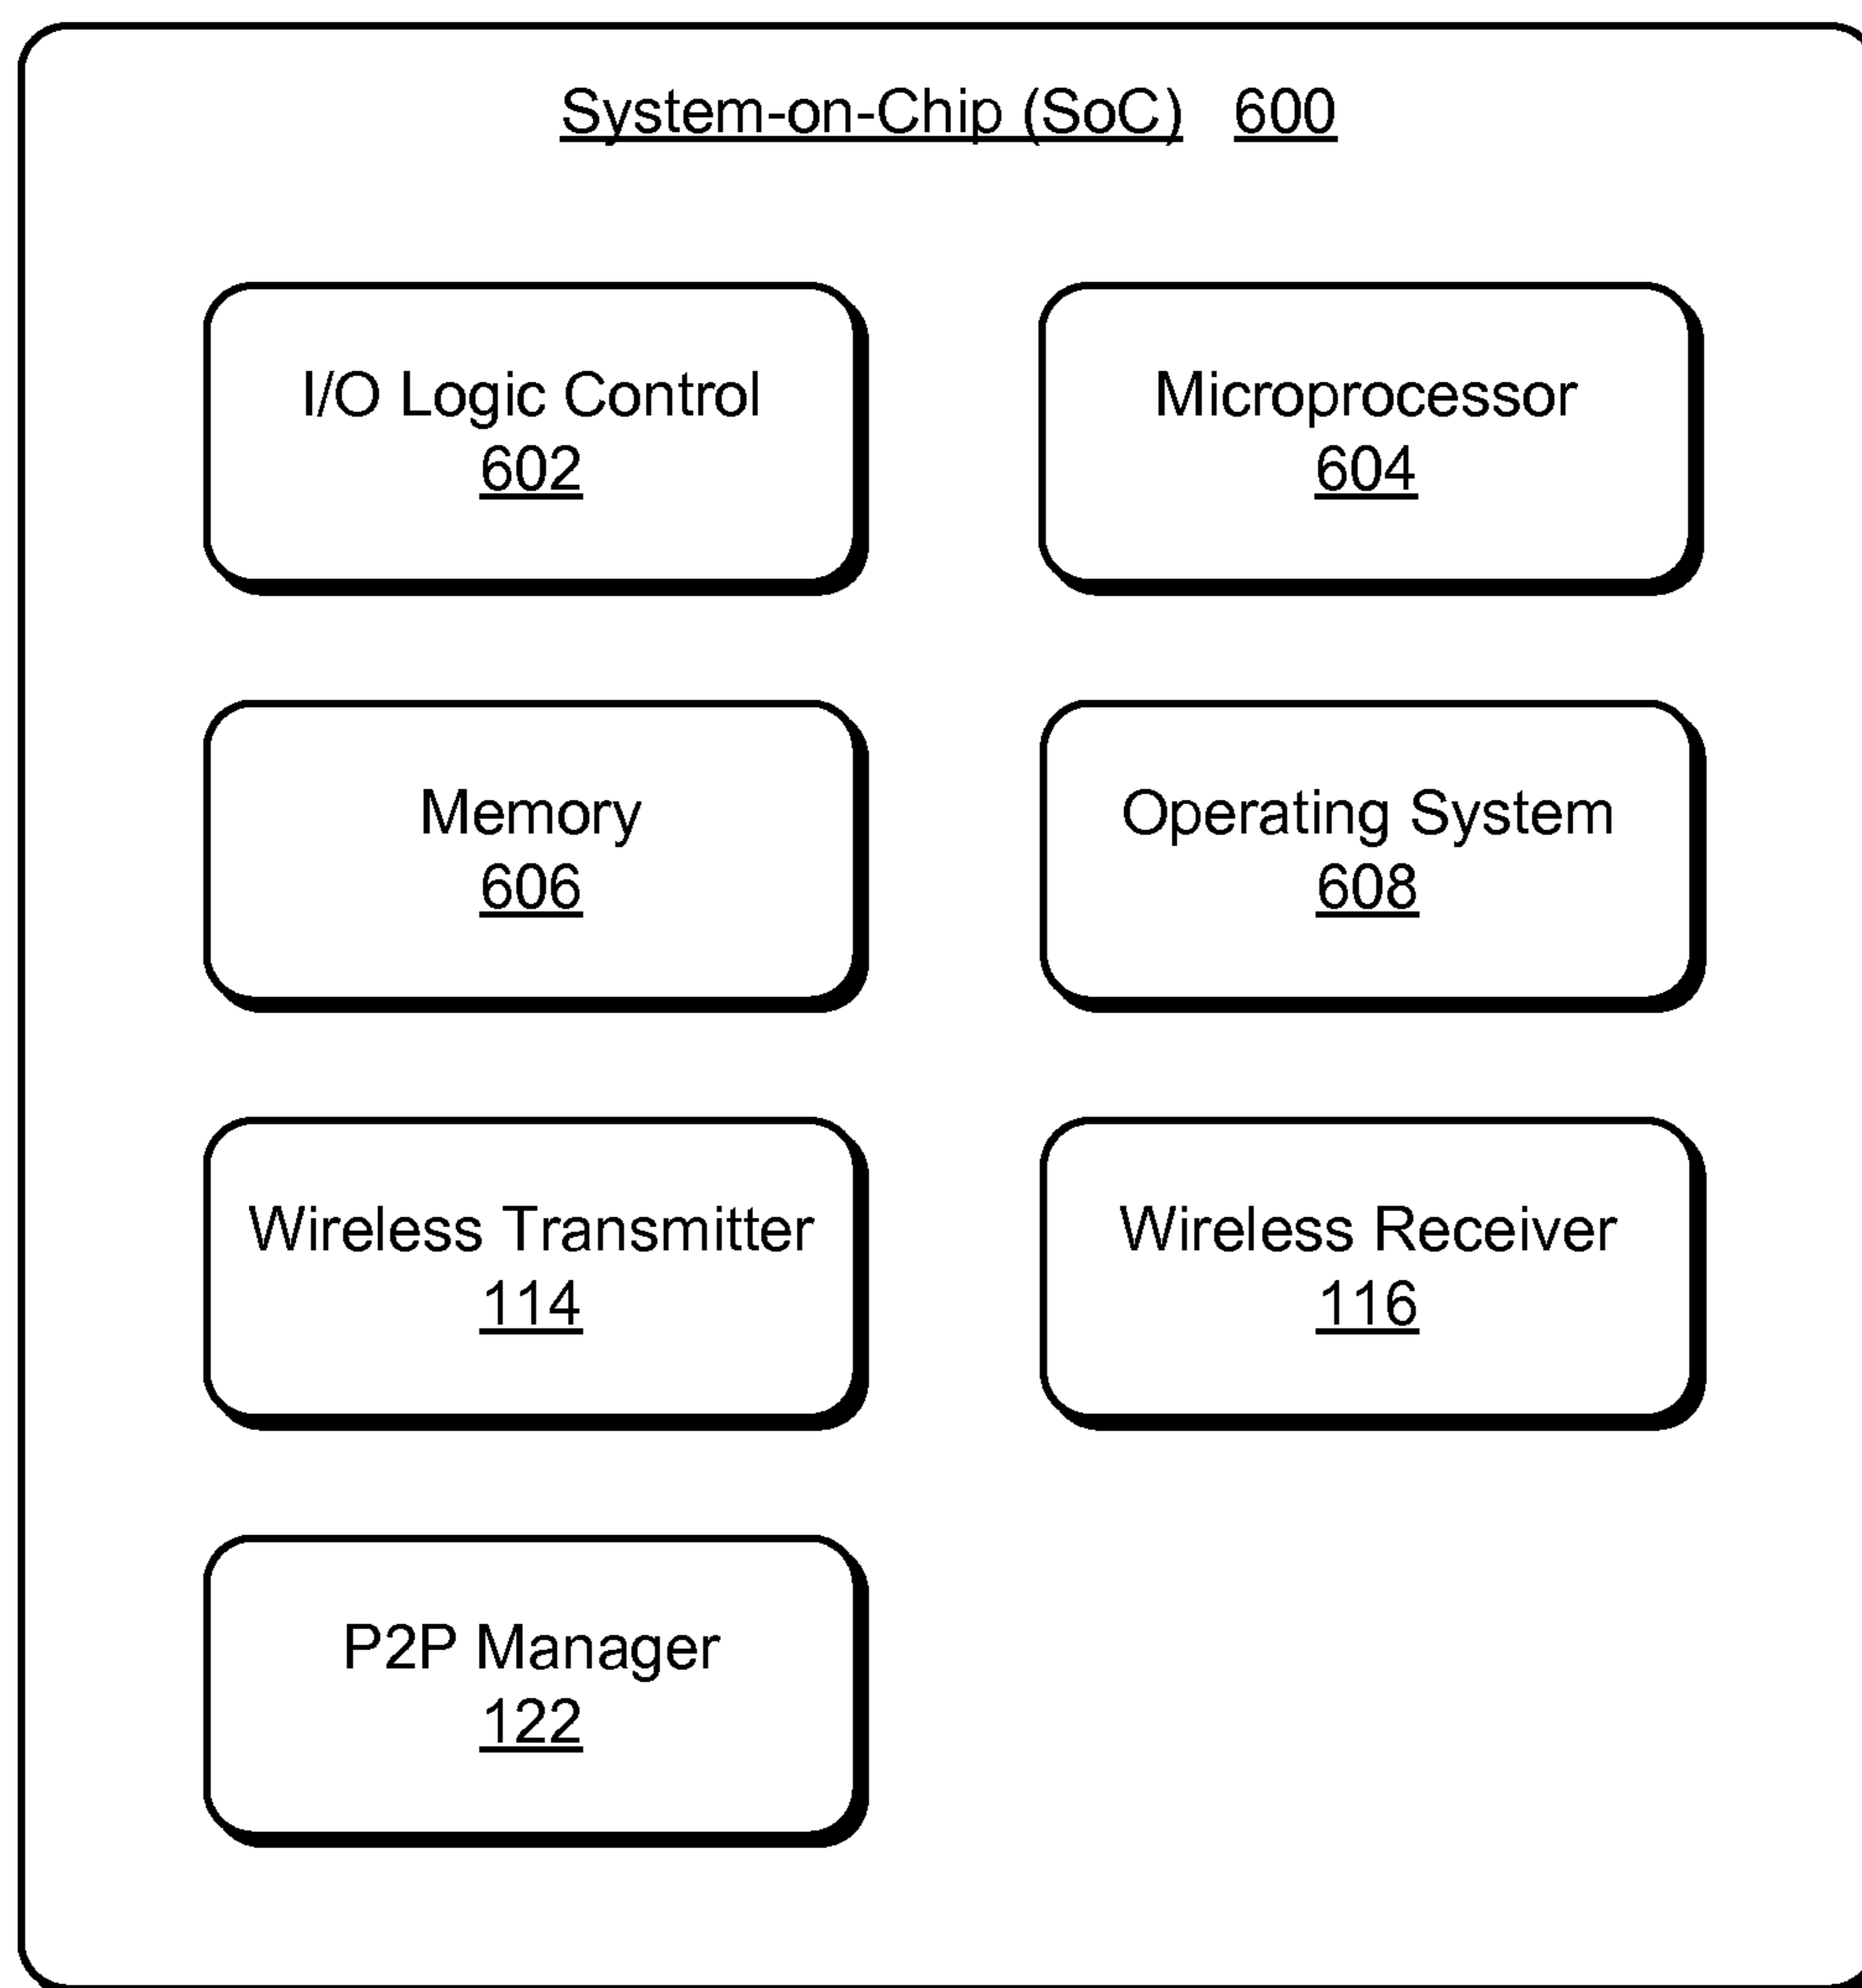 System-on-Chip (SoC) 600
I/O Logic Control
602
Microprocessor
604
Memory
606
Operating System
608
Wireless Transmitter
114
Wireless Receiver
116
P2P Manager
122